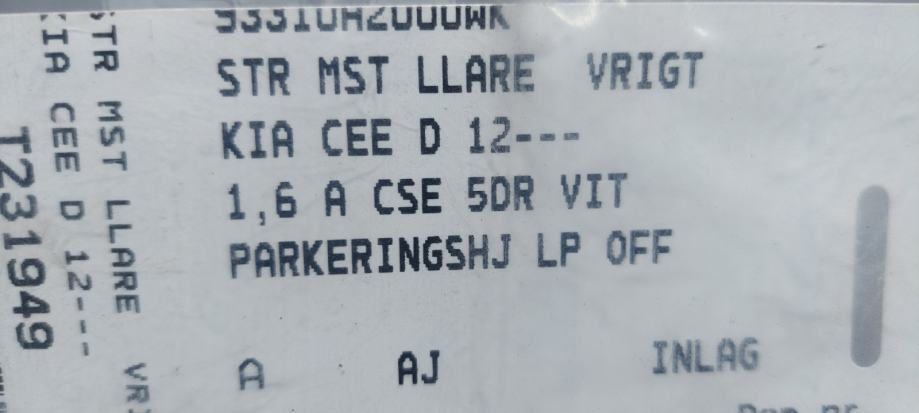 93310A2000WK
STR MST LLARE VRIGT
KIA CEE D 12---
1,6 A CSE 5DR VIT
PARKERINGSHJ LP OFF
A AJ INLAG
STR MST LLARE
KIA CEE D 12---
T231949